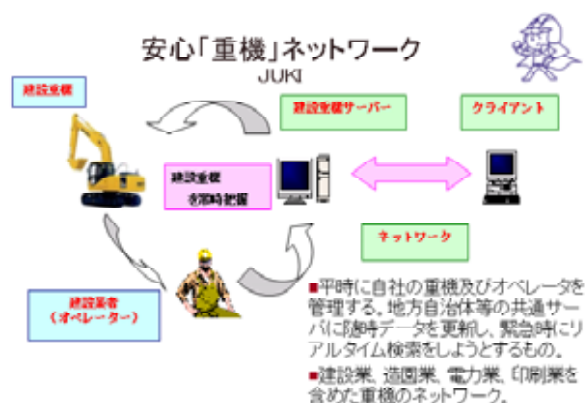 安心「重機」ネットワーク
JUKI
建設重機
建設重機サーバー
クライアント
建設重機
を常時把握
ネットワーク
建設業者
（オペレーター）
■平時に自社の重機及びオペレータを
管理する。地方自治体等の共通サー
バに随時データを更新し、緊急時にリ
アルタイム検索をしようとするもの。
■建設業、造園業、電力業、印刷業を
含めた重機のネットワーク。